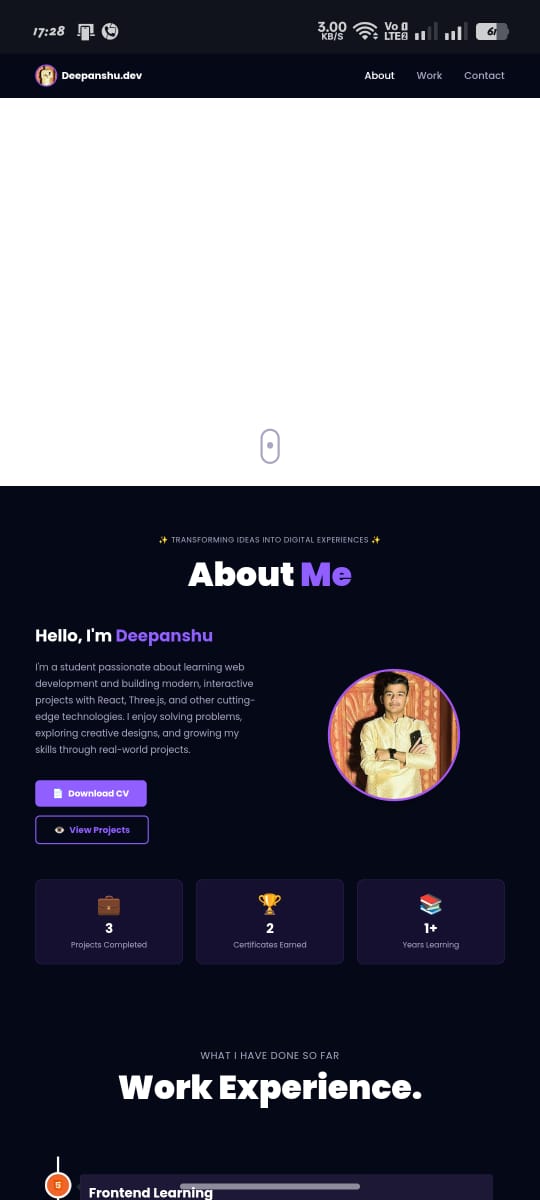 17:28
3.00
KB/S
Vo
LTE2
Deepanshu.dev
About
Work
Contact
✨ TRANSFORMING IDEAS INTO DIGITAL EXPERIENCES ✨
About Me
Hello, I'm Deepanshu
I'm a student passionate about learning web
development and building modern, interactive
projects with React, Three.js, and other cutting-
edge technologies. I enjoy solving problems,
exploring creative designs, and growing my
skills through real-world projects.
Download CV
View Projects
3
Projects Completed
2
Certificates Earned
1+
Years Learning
WHAT I HAVE DONE SO FAR
Work Experience.
5
Frontend Learning